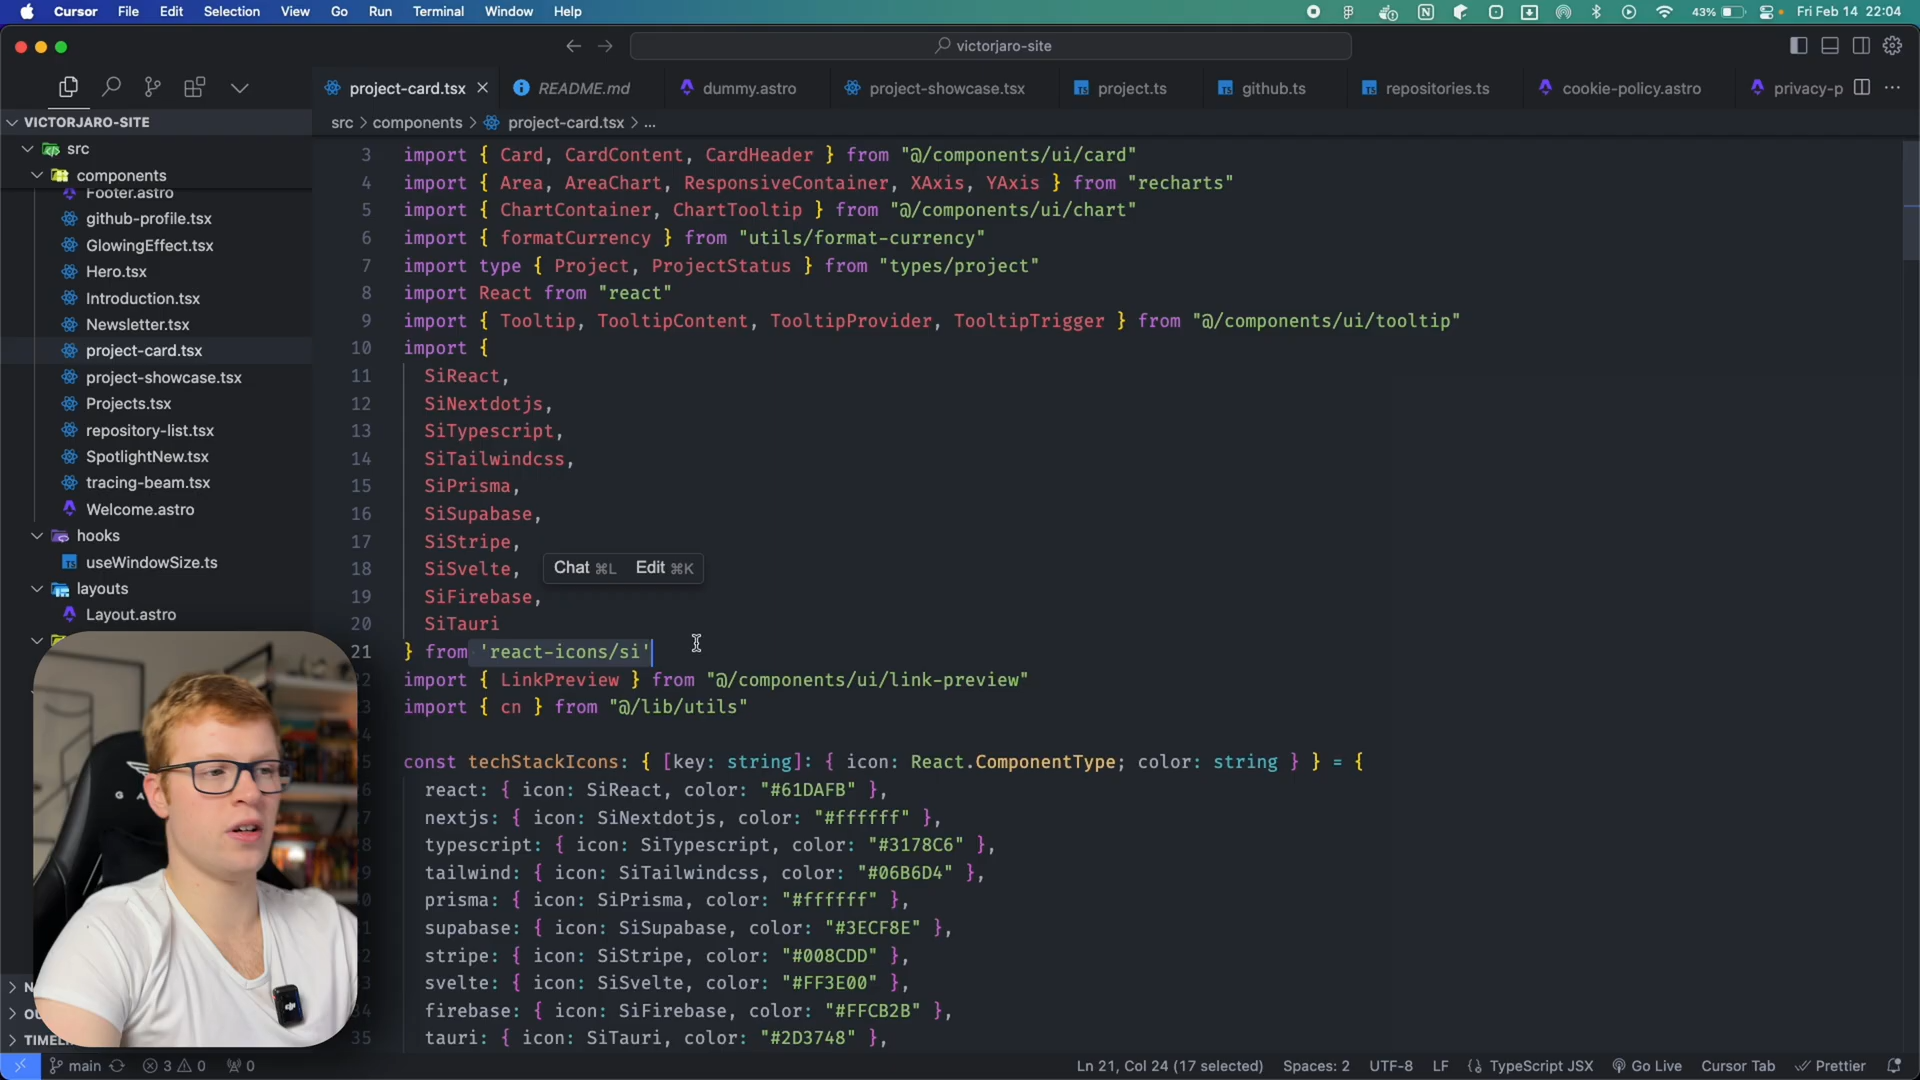 Cursor File Edit Selection View Go Run Terminal Window Help
43% Fri Feb 14 22:04
victorjaro-site
project-card.tsx README.md dummy.astro project-showcase.tsx project.ts github.ts repositories.ts cookie-policy.astro privacy-p
VICTORJARO-SITE
src
components
Footer.astro
github-profile.tsx
GlowingEffect.tsx
Hero.tsx
Introduction.tsx
Newsletter.tsx
project-card.tsx
project-showcase.tsx
Projects.tsx
repository-list.tsx
SpotlightNew.tsx
tracing-beam.tsx
Welcome.astro
hooks
useWindowSize.ts
layouts
Layout.astro
TIMEL
src > components > project-card.tsx > ...
3 import { Card, CardContent, CardHeader } from "@/components/ui/card"
4 import { Area, AreaChart, ResponsiveContainer, XAxis, YAxis } from "recharts"
5 import { ChartContainer, ChartTooltip } from "@/components/ui/chart"
6 import { formatCurrency } from "utils/format-currency"
7 import type { Project, ProjectStatus } from "types/project"
8 import React from "react"
9 import { Tooltip, TooltipContent, TooltipProvider, TooltipTrigger } from "@/components/ui/tooltip"
10 import {
11 SiReact,
12 SiNextdotjs,
13 SiTypescript,
14 SiTailwindcss,
15 SiPrisma,
16 SiSupabase,
17 SiStripe,
18 SiSvelte,
Chat ⌘L Edit ⌘K
19 SiFirebase,
20 SiTauri
21 } from 'react-icons/si'
22 import { LinkPreview } from "@/components/ui/link-preview"
23 import { cn } from "@/lib/utils"
24
5 const techStackIcons: { [key: string]: { icon: React.ComponentType; color: string } } = {
6 react: { icon: SiReact, color: "#61DAFB" },
nextjs: { icon: SiNextdotjs, color: "#ffffff" },
typescript: { icon: SiTypescript, color: "#3178C6" },
tailwind: { icon: SiTailwindcss, color: "#06B6D4" },
prisma: { icon: SiPrisma, color: "#ffffff" },
supabase: { icon: SiSupabase, color: "#3ECF8E" },
stripe: { icon: SiStripe, color: "#008CDD" },
svelte: { icon: SiSvelte, color: "#FF3E00" },
34 firebase: { icon: SiFirebase, color: "#FFCB2B" },
35 tauri: { icon: SiTauri, color: "#2D3748" },
main 3 0 0
Ln 21, Col 24 (17 selected) Spaces: 2 UTF-8 LF {} TypeScript JSX Go Live Cursor Tab Prettier